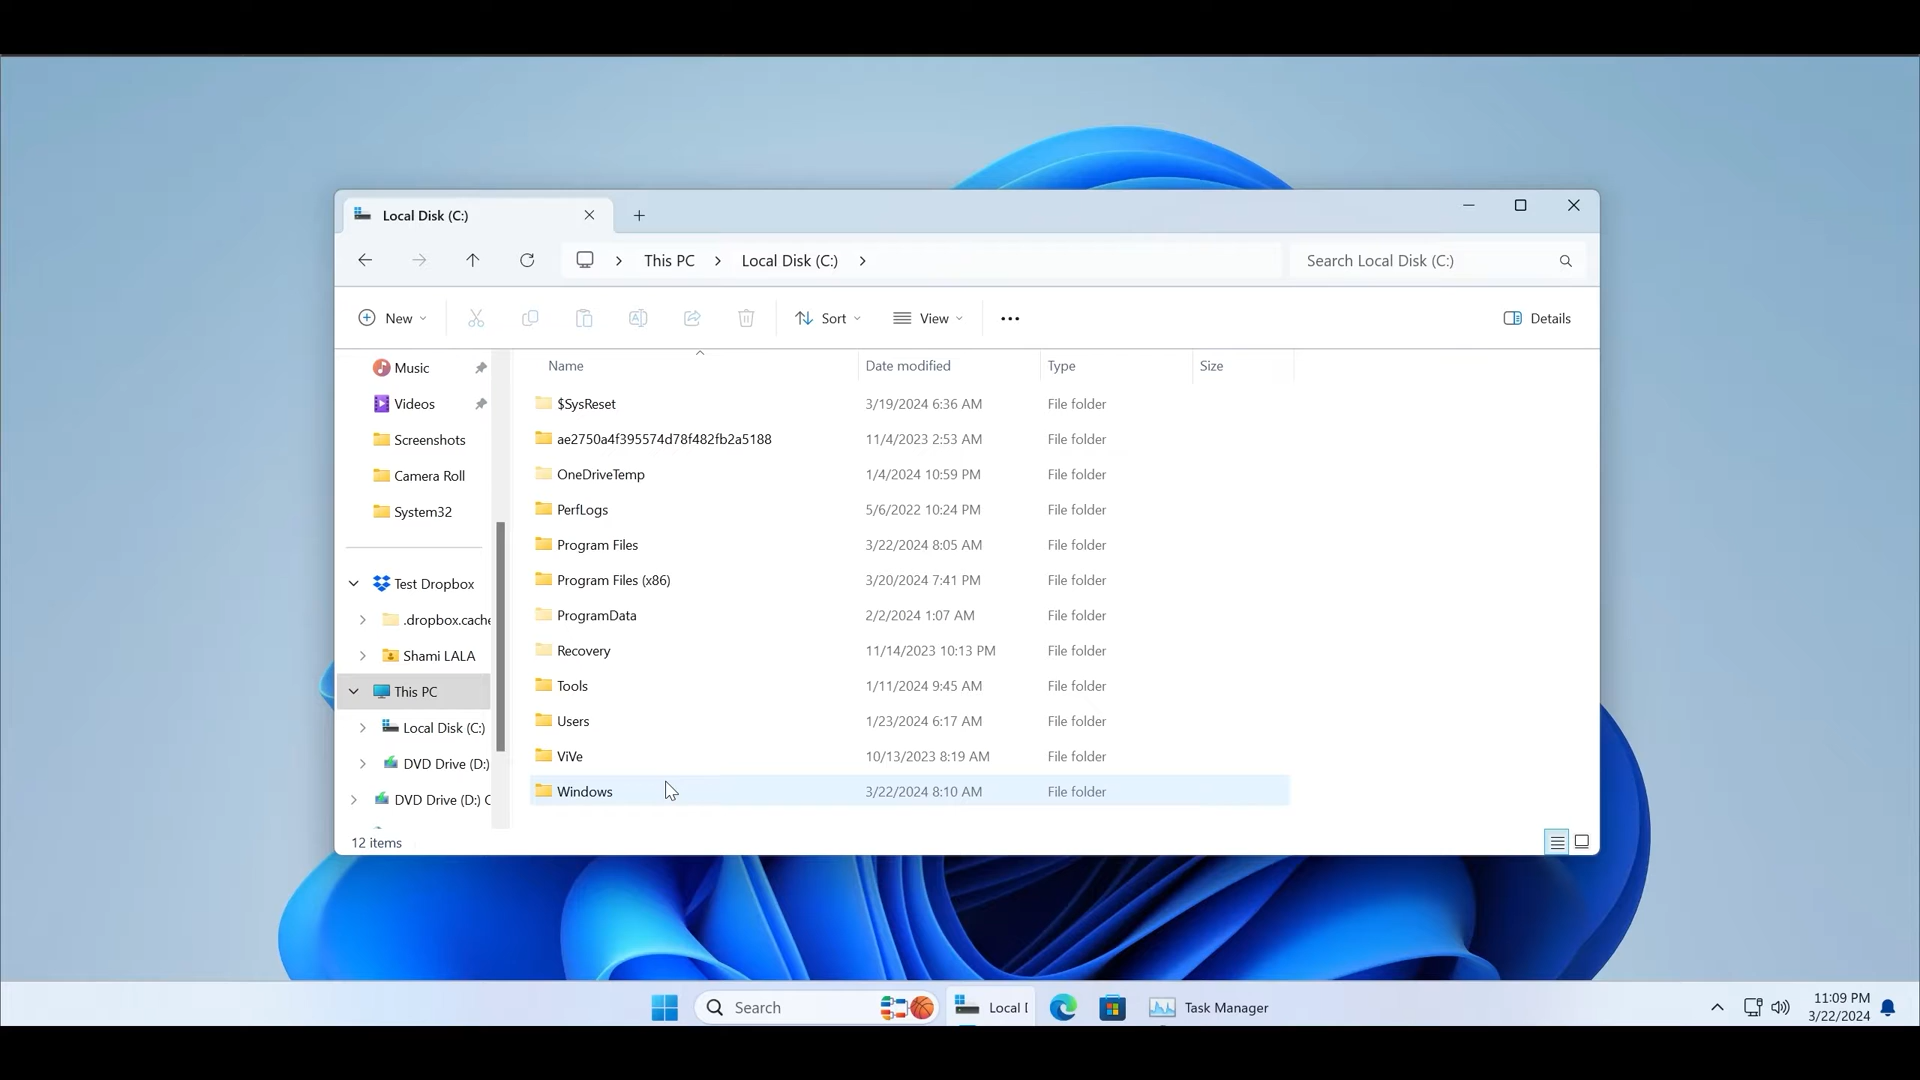 Local Disk (C:)
This PC
Local Disk (C:)
Search Local Disk (C:)
New
Sort
View
Details
Music
Videos
Screenshots
Camera Roll
System32
Test Dropbox
.dropbox.cache
Shami LALA
This PC
Local Disk (C:)
DVD Drive (D:)
DVD Drive (D:) C
Name Date modified Type Size
$SysReset 3/19/2024 6:36 AM File folder
ae2750a4f395574d78f482fb2a5188 11/4/2023 2:53 AM File folder
OneDriveTemp 1/4/2024 10:59 PM File folder
PerfLogs 5/6/2022 10:24 PM File folder
Program Files 3/22/2024 8:05 AM File folder
Program Files (x86) 3/20/2024 7:41 PM File folder
ProgramData 2/2/2024 1:07 AM File folder
Recovery 11/14/2023 10:13 PM File folder
Tools 1/11/2024 9:45 AM File folder
Users 1/23/2024 6:17 AM File folder
ViVe 10/13/2023 8:19 AM File folder
Windows 3/22/2024 8:10 AM File folder
12 items
Search
Local D
Task Manager
11:09 PM
3/22/2024